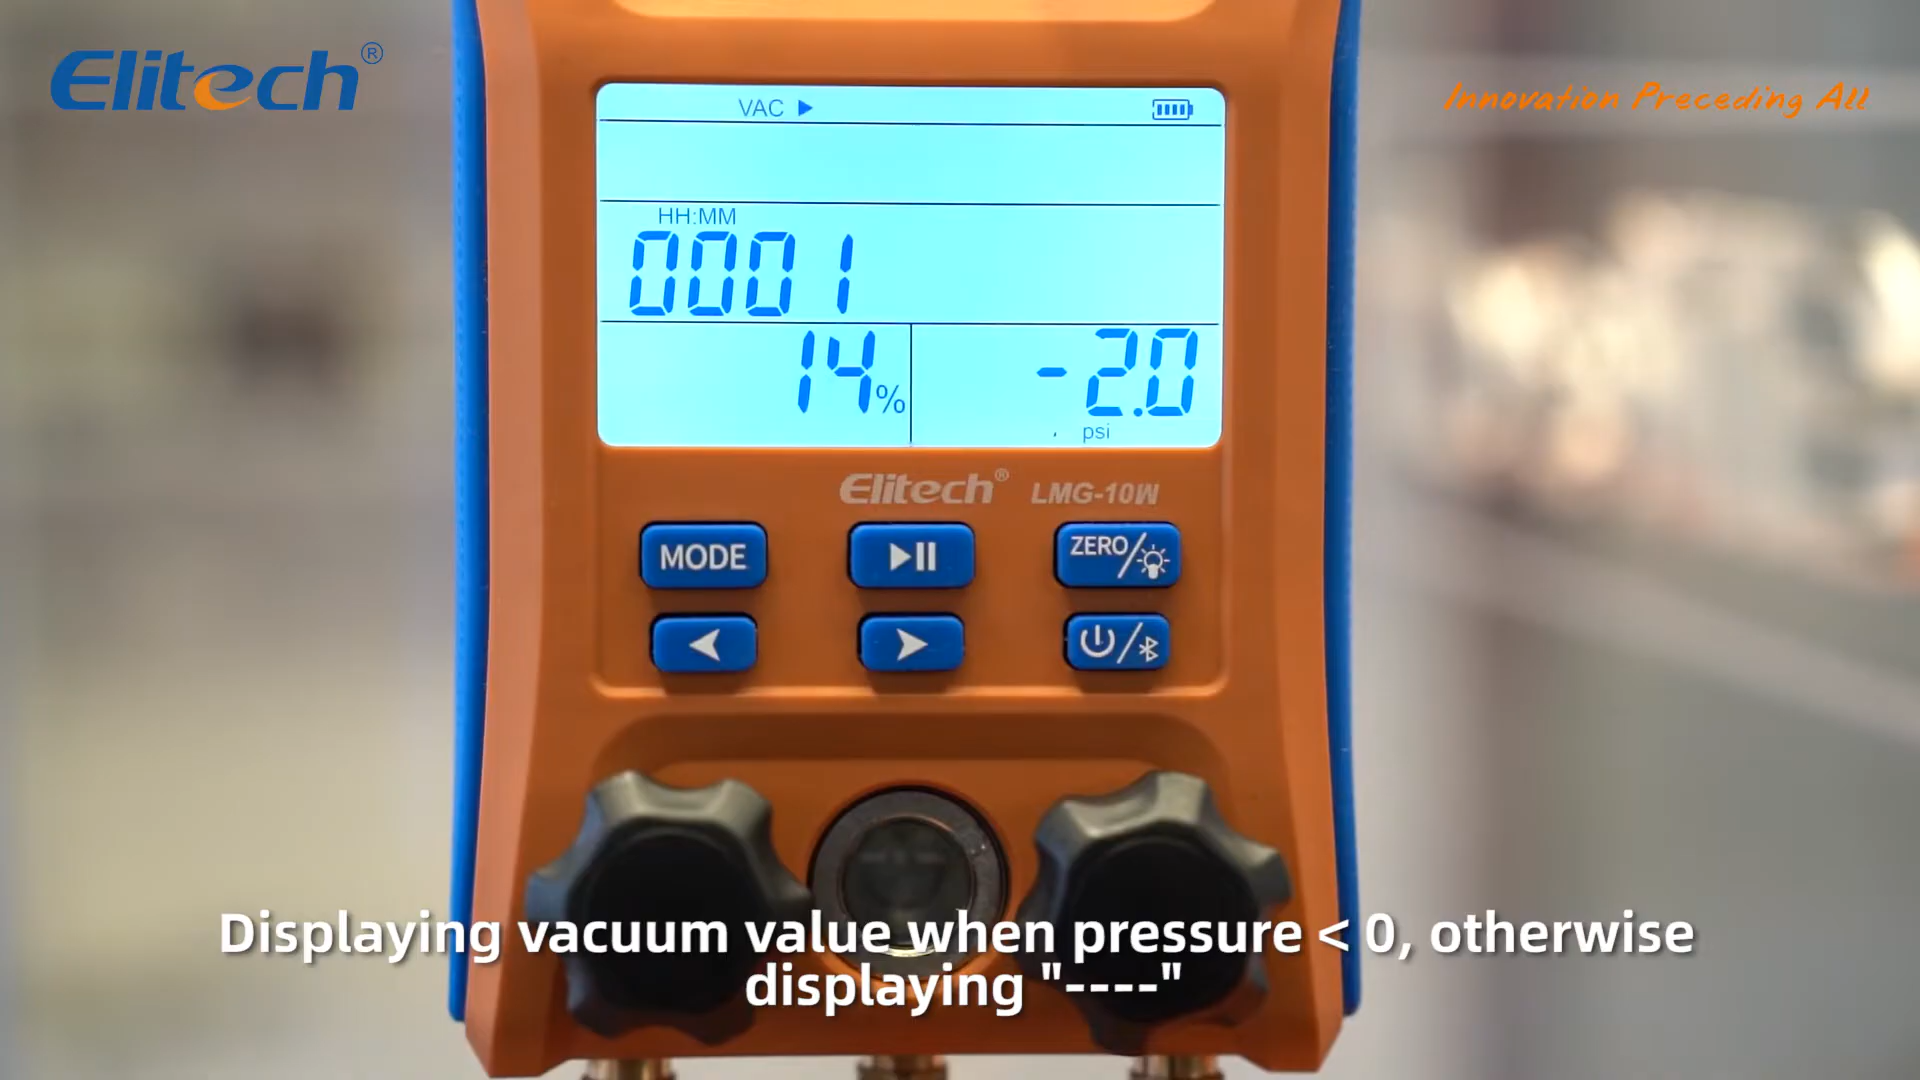 Elitech®
Innovation Preceding All
VAC
HH:MM
0001
14%
-2.0
psi
Elitech® LMG-10W
MODE
ZERO/
Displaying vacuum value when pressure < 0, otherwise
displaying "----"